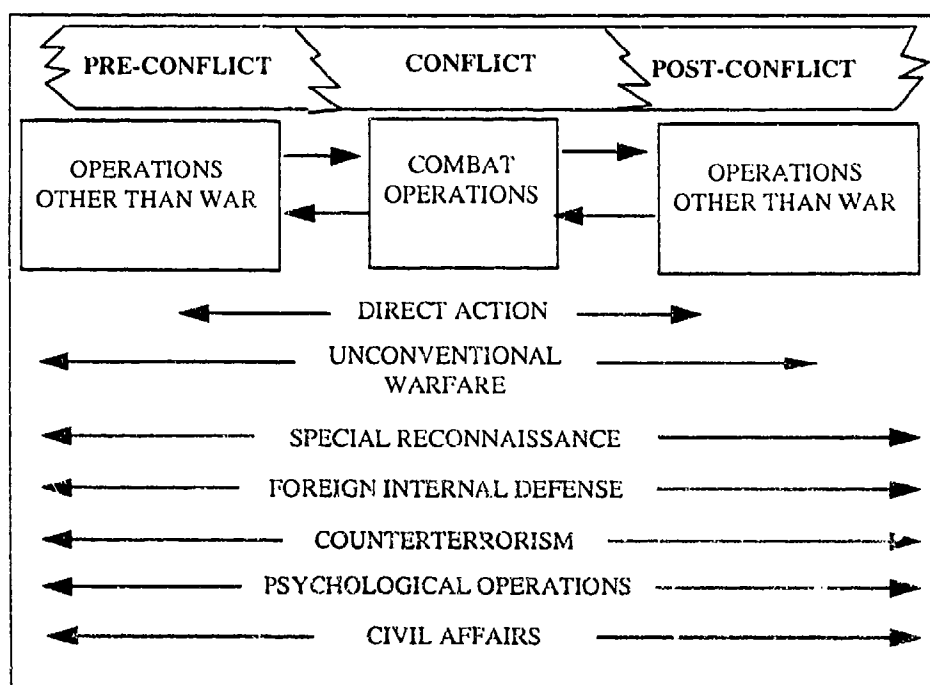 PRE-CONFLICT
CONFLICT
POST-CONFLICT
OPERATIONS
OTHER THAN WAR
COMBAT
OPERATIONS
OPERATIONS
OTHER THAN WAR
DIRECT ACTION
UNCONVENTIONAL
WARFARE
SPECIAL RECONNAISSANCE
FOREIGN INTERNAL DEFENSE
COUNTERTERRORISM
PSYCHOLOGICAL OPERATIONS
CIVIL AFFAIRS